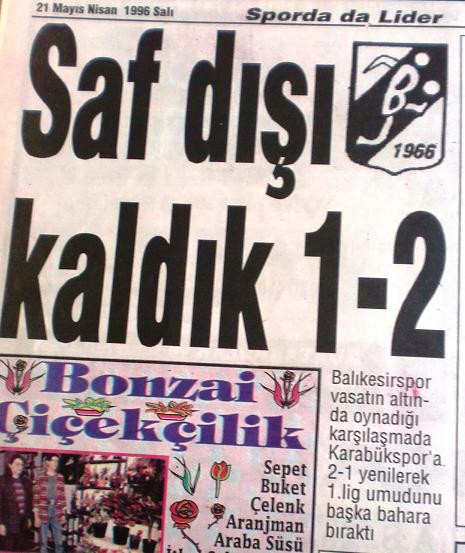 21 Mayıs Nisan 1996 Salı
Sporda da Lider
Saf dışı
kaldık 1-2
1966
Bonzai
Çiçekçilik
Sepet
Buket
Çelenk
Aranjman
Araba Süsü
Balıkesirspor
vasatın altın-
da oynadığı
karşılaşmada
Karabükspor'a
2-1 yenilerek
1.lig umudunu
başka bahara
bıraktı